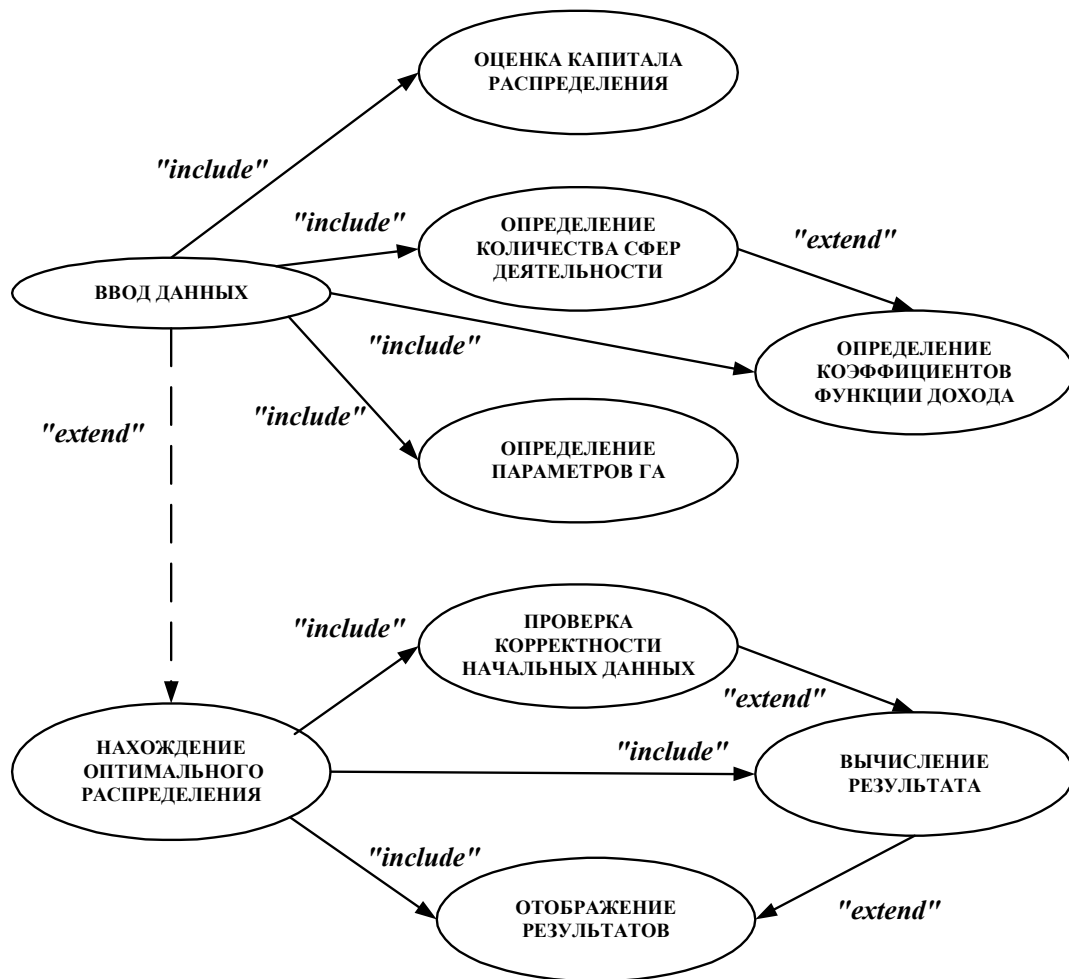 ОЦЕНКА КАПИТАЛА
РАСПРЕДЕЛЕНИЯ
"include"
"include"
ОПРЕДЕЛЕНИЕ
КОЛИЧЕСТВА СФЕР
ДЕЯТЕЛЬНОСТИ
"extend"
ВВОД ДАННЫХ
"include"
ОПРЕДЕЛЕНИЕ
КОЭФФИЦИЕНТОВ
ФУНКЦИИ ДОХОДА
"extend"
"include"
ОПРЕДЕЛЕНИЕ
ПАРАМЕТРОВ ГА
"include"
ПРОВЕРКА
КОРРЕКТНОСТИ
НАЧАЛЬНЫХ ДАННЫХ
"extend"
НАХОЖДЕНИЕ
ОПТИМАЛЬНОГО
РАСПРЕДЕЛЕНИЯ
"include"
ВЫЧИСЛЕНИЕ
РЕЗУЛЬТАТА
"include"
ОТОБРАЖЕНИЕ
РЕЗУЛЬТАТОВ
"extend"